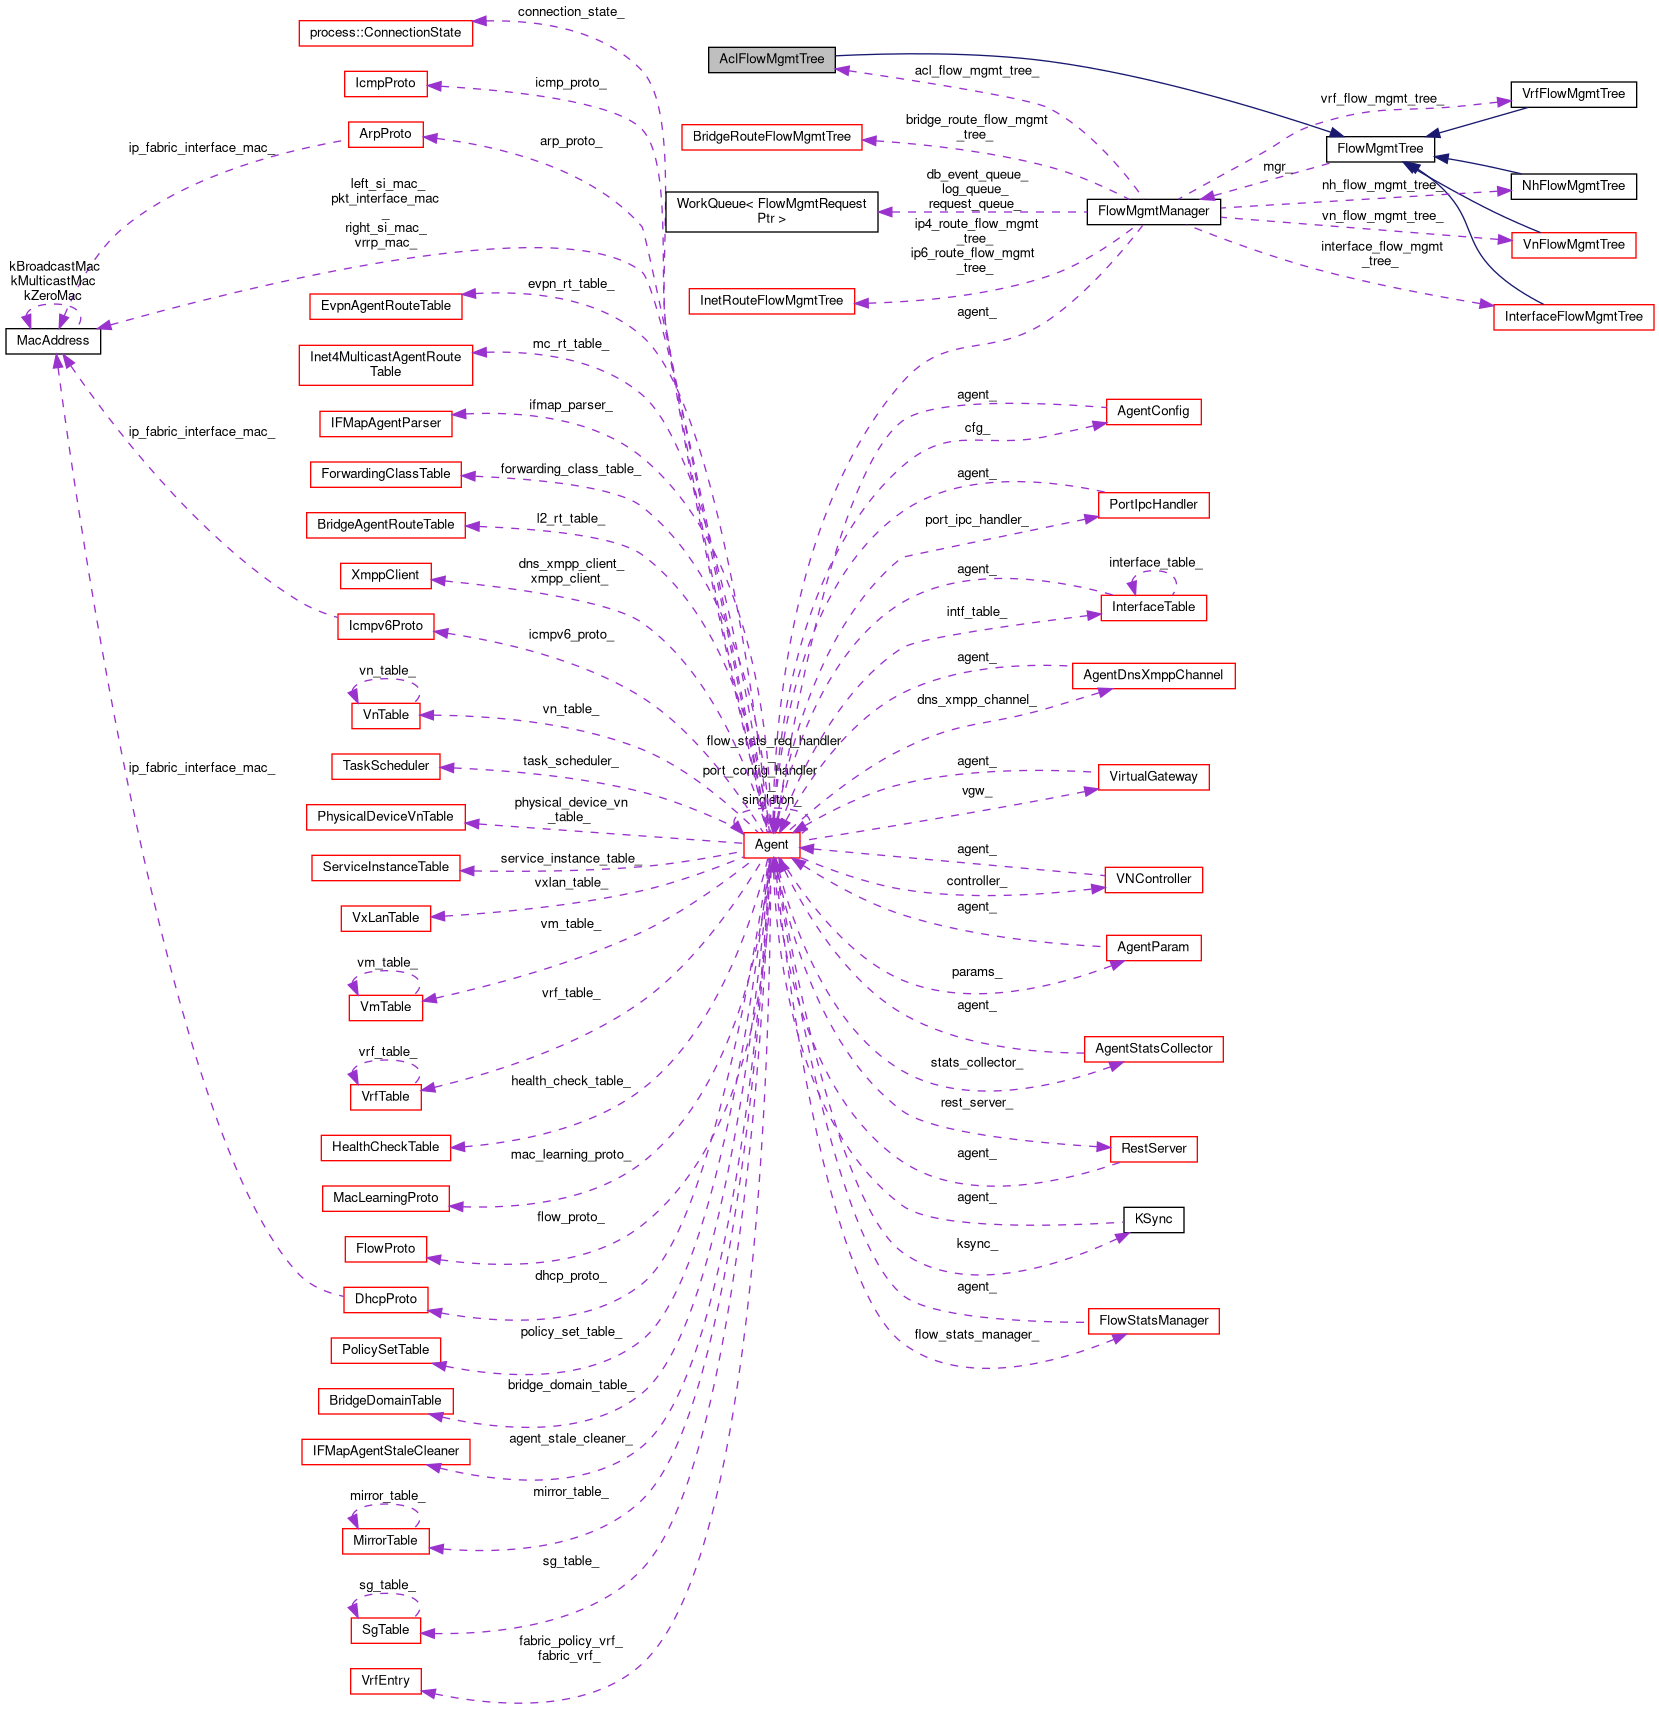 connection_state_
process::ConnectionState
icmp_proto_
IcmpProto
arp_proto_
ArpProto
ip_fabric_interface_mac_
left_si_mac_
pkt_interface_mac
_
right_si_mac_
vrrp_mac_
kBroadcastMac
kMulticastMac
kZeroMac
MacAddress
evpn_rt_table_
EvpnAgentRouteTable
mc_rt_table_
Inet4MulticastAgentRoute
Table
ifmap_parser_
IFMapAgentParser
ip_fabric_interface_mac_
forwarding_class_table_
ForwardingClassTable
l2_rt_table_
BridgeAgentRouteTable
dns_xmpp_client_
xmpp_client_
XmppClient
icmpv6_proto_
Icmpv6Proto
vn_table_
vn_table_
VnTable
ip_fabric_interface_mac_
task_scheduler_
TaskScheduler
physical_device_vn
_table_
PhysicalDeviceVnTable
service_instance_table_
ServiceInstanceTable
vxlan_table_
VxLanTable
vm_table_
vm_table_
VmTable
vrf_table_
vrf_table_
VrfTable
health_check_table_
HealthCheckTable
mac_learning_proto_
MacLearningProto
flow_proto_
FlowProto
dhcp_proto_
DhcpProto
policy_set_table_
PolicySetTable
bridge_domain_table_
BridgeDomainTable
agent_stale_cleaner_
IFMapAgentStaleCleaner
mirror_table_
mirror_table_
MirrorTable
sg_table_
sg_table_
SgTable
fabric_policy_vrf_
fabric_vrf_
VrfEntry
flow_stats_req_handler
_
port_config_handler
_
singleton_
Agent
AclFlowMgmtTree
acl_flow_mgmt_tree_
bridge_route_flow_mgmt
_tree_
BridgeRouteFlowMgmtTree
db_event_queue_
log_queue_
request_queue_
WorkQueue< FlowMgmtRequest
Ptr >
ip4_route_flow_mgmt
_tree_
ip6_route_flow_mgmt
_tree_
InetRouteFlowMgmtTree
agent_
FlowMgmtManager
vrf_flow_mgmt_tree_
VrfFlowMgmtTree
FlowMgmtTree
mgr_
nh_flow_mgmt_tree_
NhFlowMgmtTree
vn_flow_mgmt_tree_
VnFlowMgmtTree
interface_flow_mgmt
_tree_
InterfaceFlowMgmtTree
agent_
cfg_
AgentConfig
agent_
port_ipc_handler_
PortIpcHandler
agent_
interface_table_
intf_table_
InterfaceTable
agent_
dns_xmpp_channel_
AgentDnsXmppChannel
agent_
vgw_
VirtualGateway
agent_
controller_
VNController
agent_
params_
AgentParam
agent_
stats_collector_
AgentStatsCollector
rest_server_
agent_
RestServer
agent_
ksync_
KSync
agent_
flow_stats_manager_
FlowStatsManager